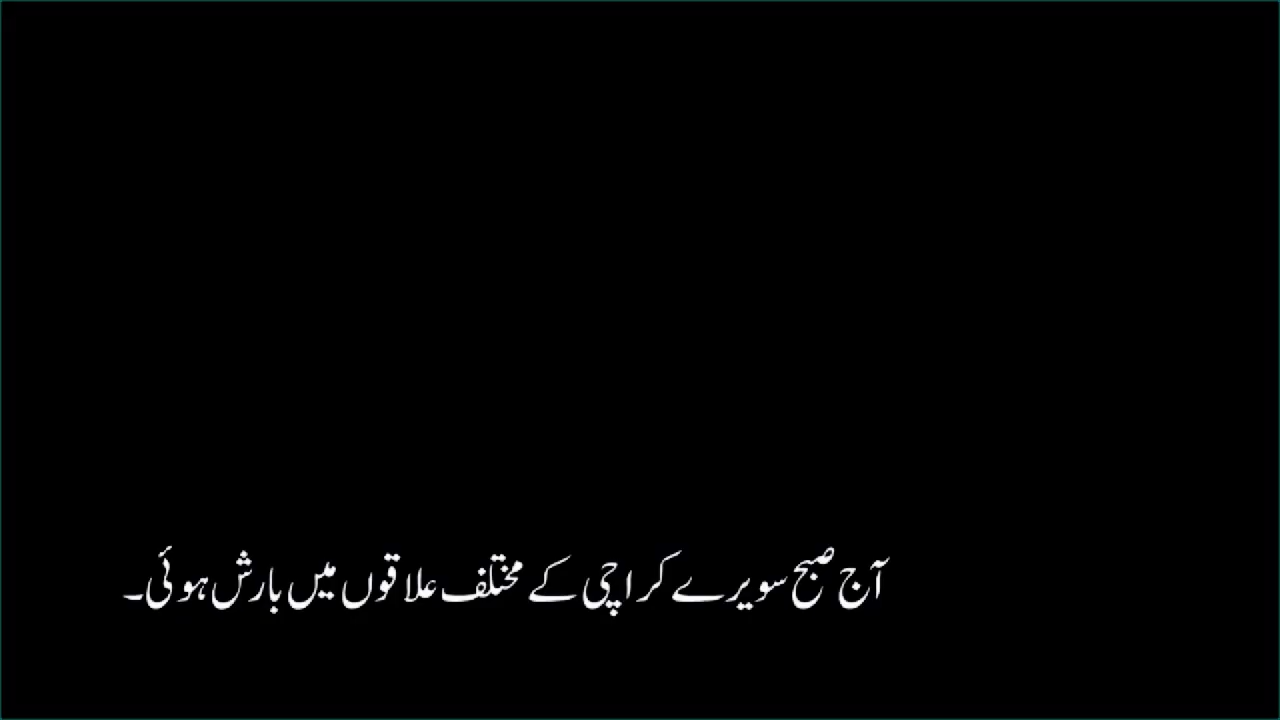 آج صبح سویرے کراچی کے مختلف علاقوں میں بارش ہوئی۔